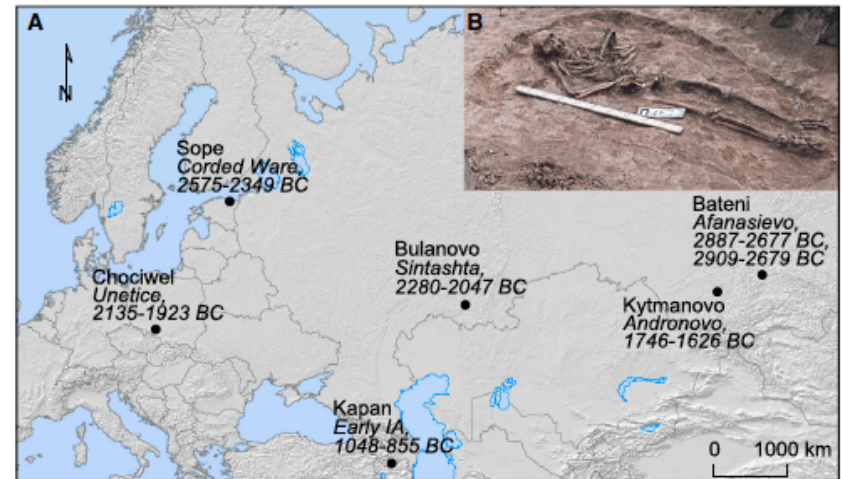 A
B
N
Sope
Corded Ware,
2575-2349 BC
Bateni
Afanasievo,
2887-2677 BC,
2909-2679 BC
Bulanovo
Sintashta,
2280-2047 BC
Chociwel
Unetice,
2135-1923 BC
Kytmanovo
Andronovo,
1746-1626 BC
Kapan
Early IA,
1048-855 BC
0 1000 km